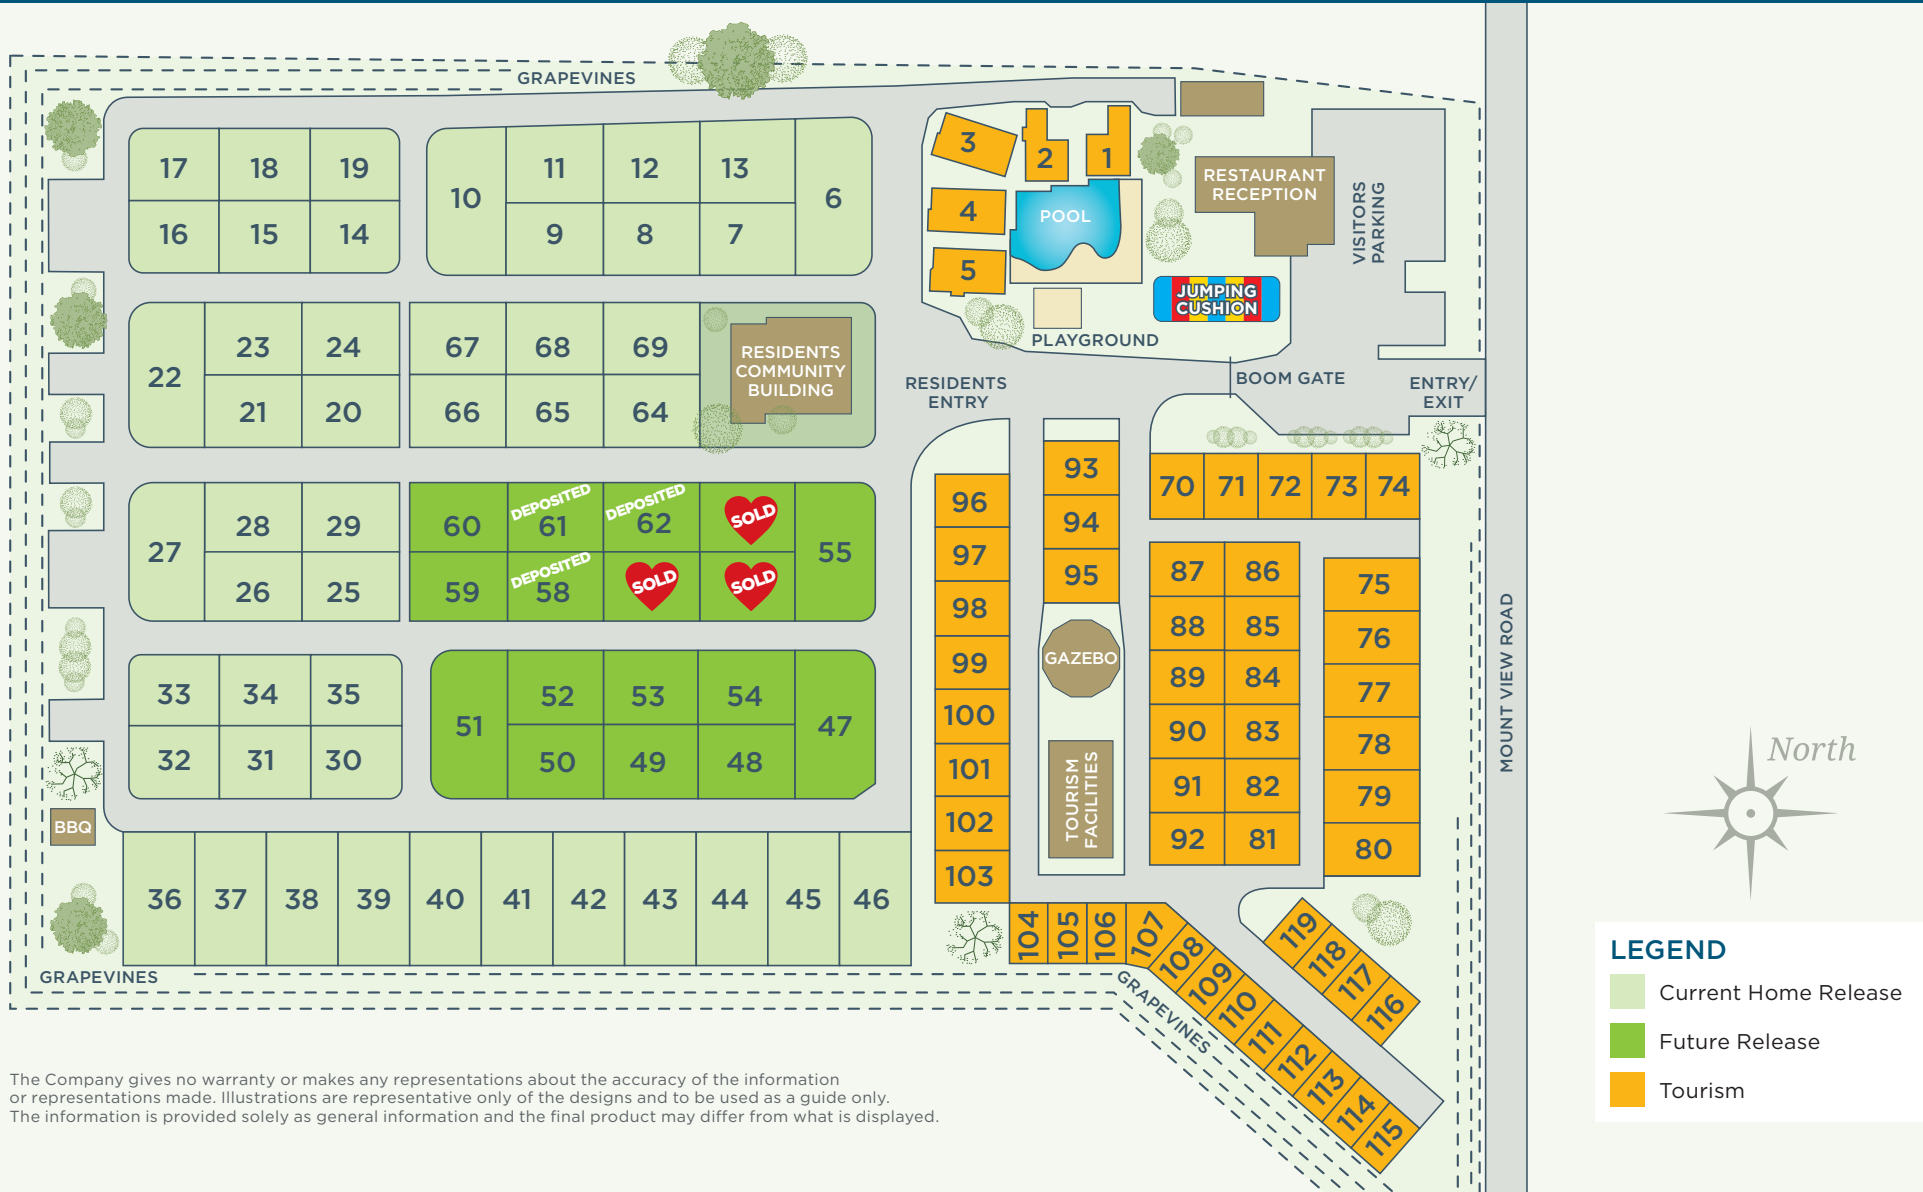 GRAPEVINES
17 18 19
16 15 14
10 11 12 13 6
9 8 7
3 2 1
4
5
POOL
RESTAURANT
RECEPTION
VISITORS
PARKING
JUMPING
CUSHION
PLAYGROUND
22 23 24
21 20
67 68 69
66 65 64
RESIDENTS
COMMUNITY
BUILDING
RESIDENTS
ENTRY
BOOM GATE
ENTRY/
EXIT
27 28 29
26 25
DEPOSITED
DEPOSITED
60 61 62 SOLD 55
DEPOSITED
59 58 SOLD SOLD
33 34 35
32 31 30
51 52 53 54 47
50 49 48
BBQ
36 37 38 39 40 41 42 43 44 45 46
GRAPEVINES
96
97
98
99
100
101
102
103
93
94
95
GAZEBO
TOURISM
FACILITIES
70 71 72 73 74
87 86
88 85
89 84
90 83
91 82
92 81
75
76
77
78
79
80
104 105 106 107 108 109 110 111 112 113 114 115
119 118 117 116
GRAPEVINES
MOUNT VIEW ROAD
North
LEGEND
Current Home Release
Future Release
Tourism
The Company gives no warranty or makes any representations about the accuracy of the information
or representations made. Illustrations are representative only of the designs and to be used as a guide only.
The information is provided solely as general information and the final product may differ from what is displayed.